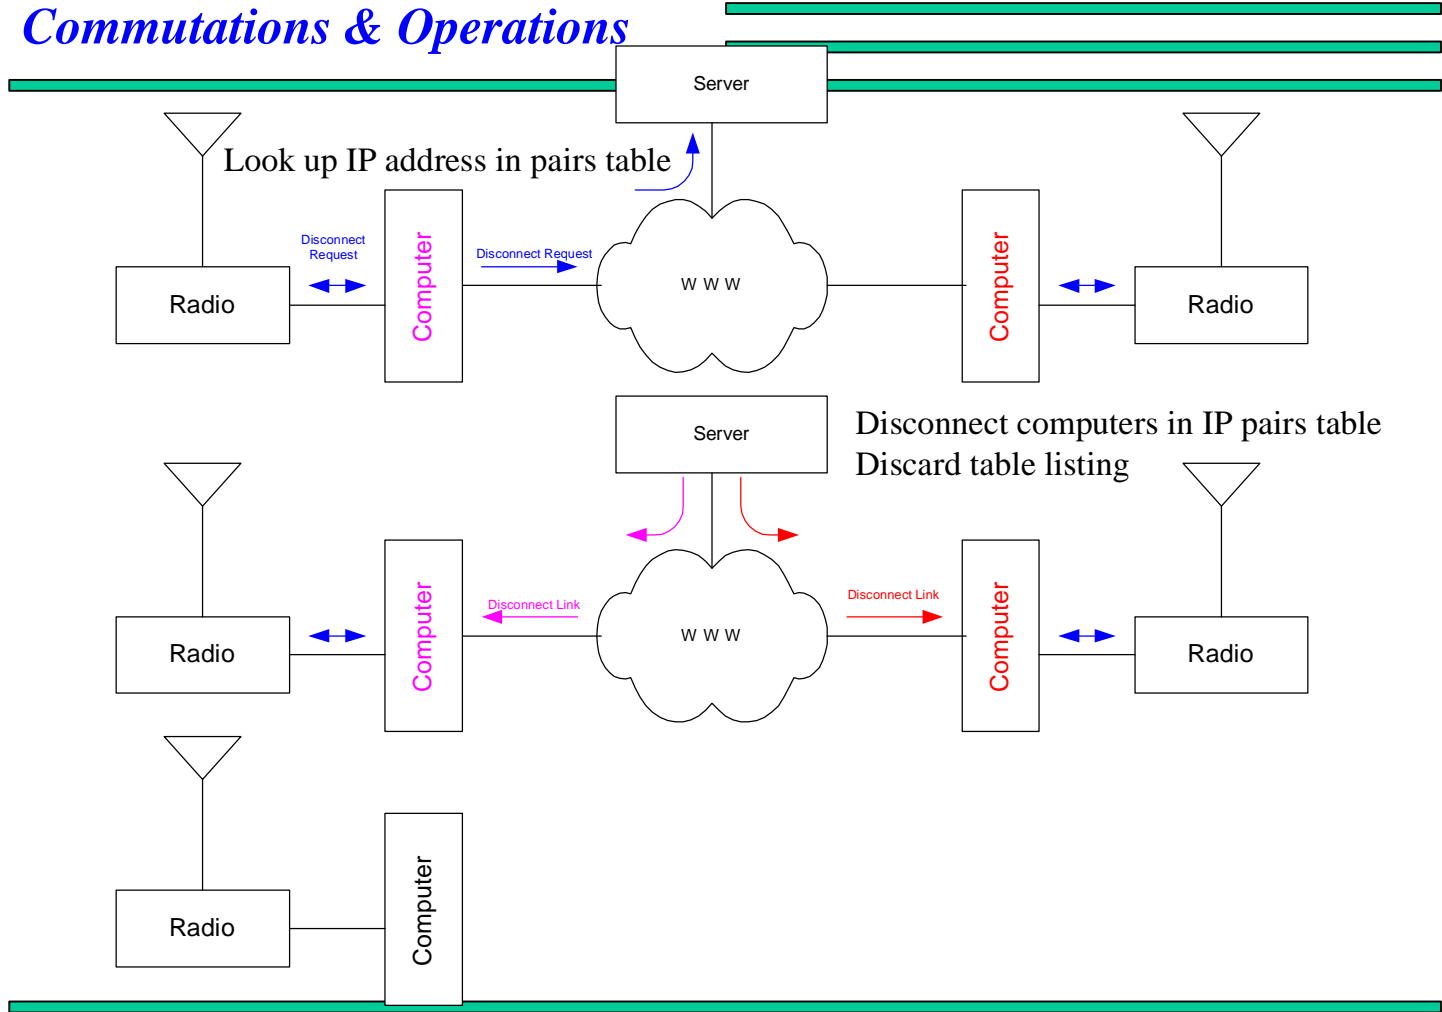 Commutations & Operations
Server
Look up IP address in pairs table
Disconnect
Request
Disconnect Request
Radio
Computer
W W W
Computer
Radio
Server
Disconnect computers in IP pairs table
Discard table listing
Disconnect Link
Disconnect Link
Radio
Computer
W W W
Computer
Radio
Radio
Computer